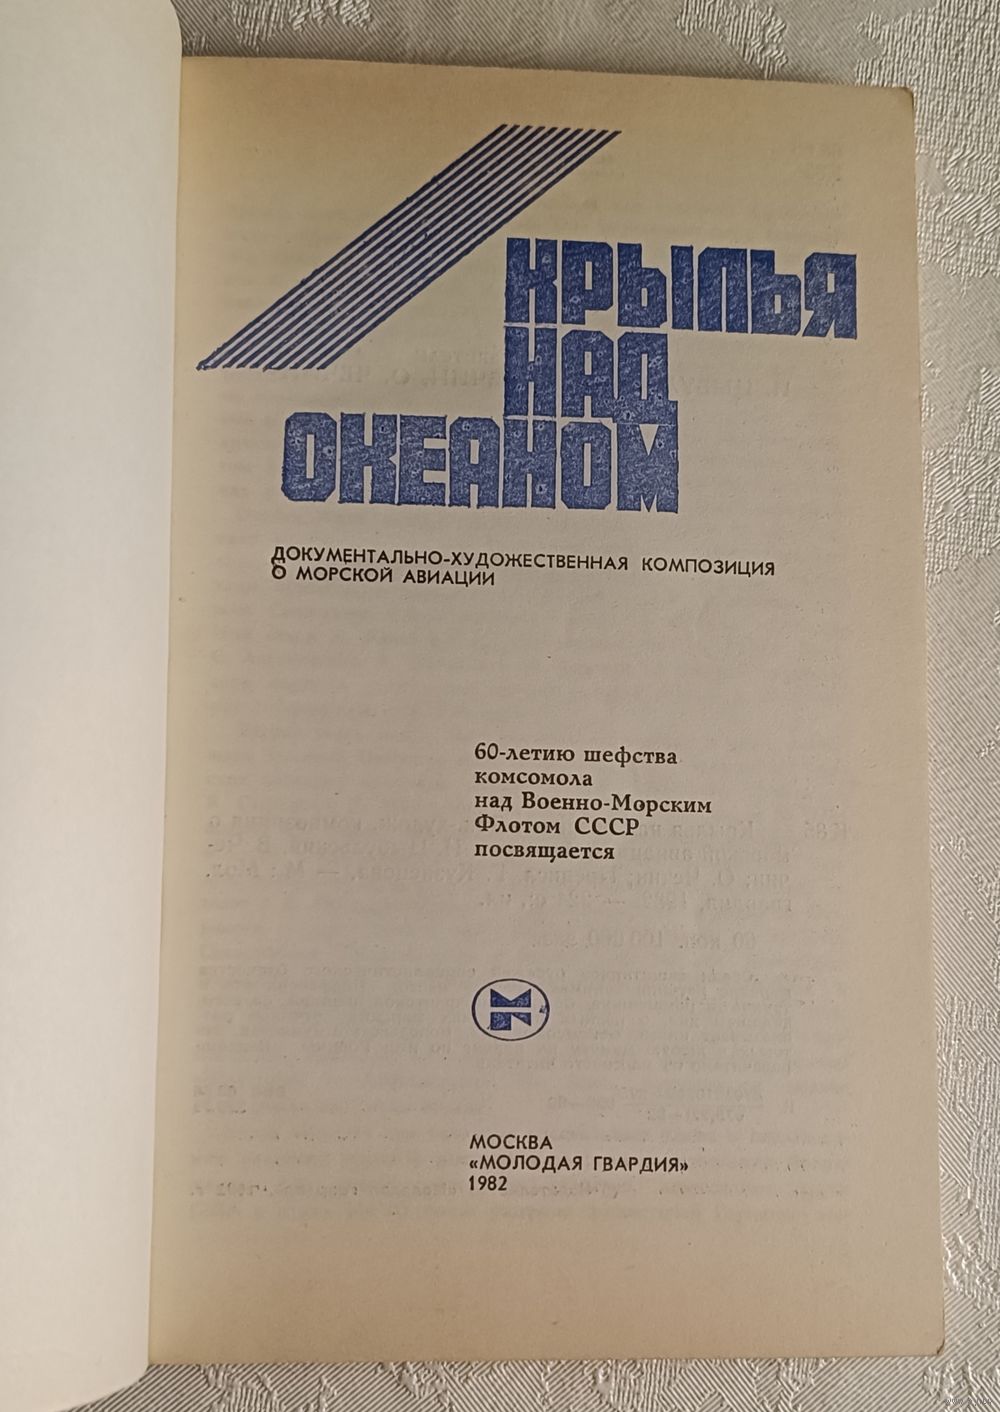 КРЫЛЬЯ
НАД
ОКЕАНОМ
ДОКУМЕНТАЛЬНО-ХУДОЖЕСТВЕННАЯ КОМПОЗИЦИЯ
О МОРСКОЙ АВИАЦИИ
60-летию шефства
комсомола
над Военно-Морским
Флотом СССР
посвящается
МОСКВА
«МОЛОДАЯ ГВАРДИЯ»
1982